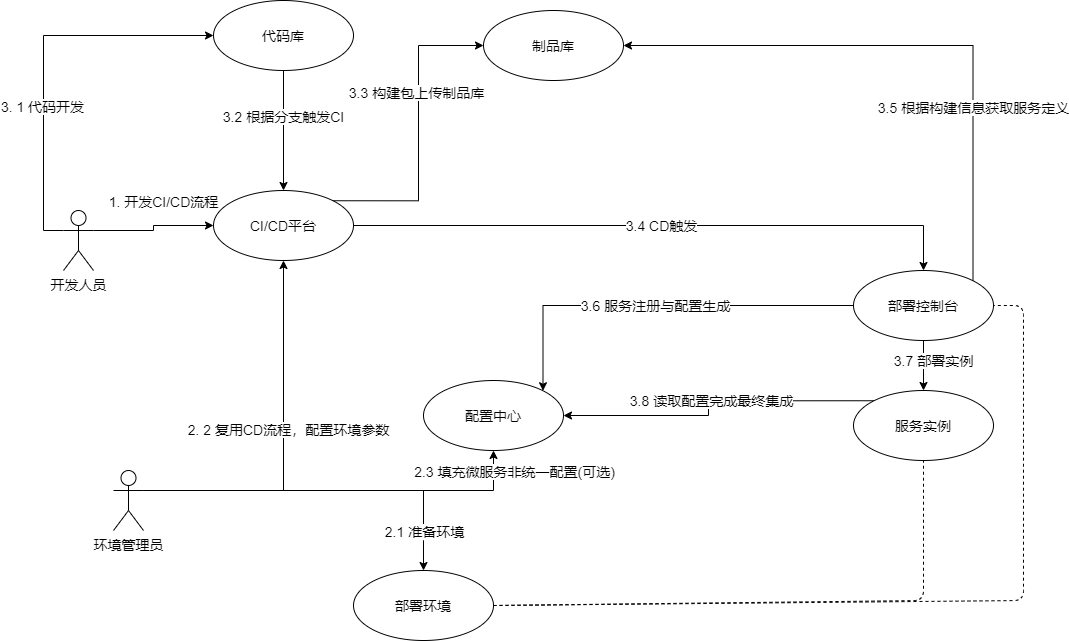 代码库
制品库
3.3 构建包上传制品库
3. 1 代码开发
3.2 根据分支触发CI
3.5 根据构建信息获取服务定义
1. 开发CI/CD流程
CI/CD平台
3.4 CD触发
开发人员
3.6 服务注册与配置生成
部署控制台
3.7 部署实例
3.8 读取配置完成最终集成
配置中心
服务实例
2. 2 复用CD流程，配置环境参数
2.3 填充微服务非统一配置(可选)
2.1 准备环境
环境管理员
部署环境